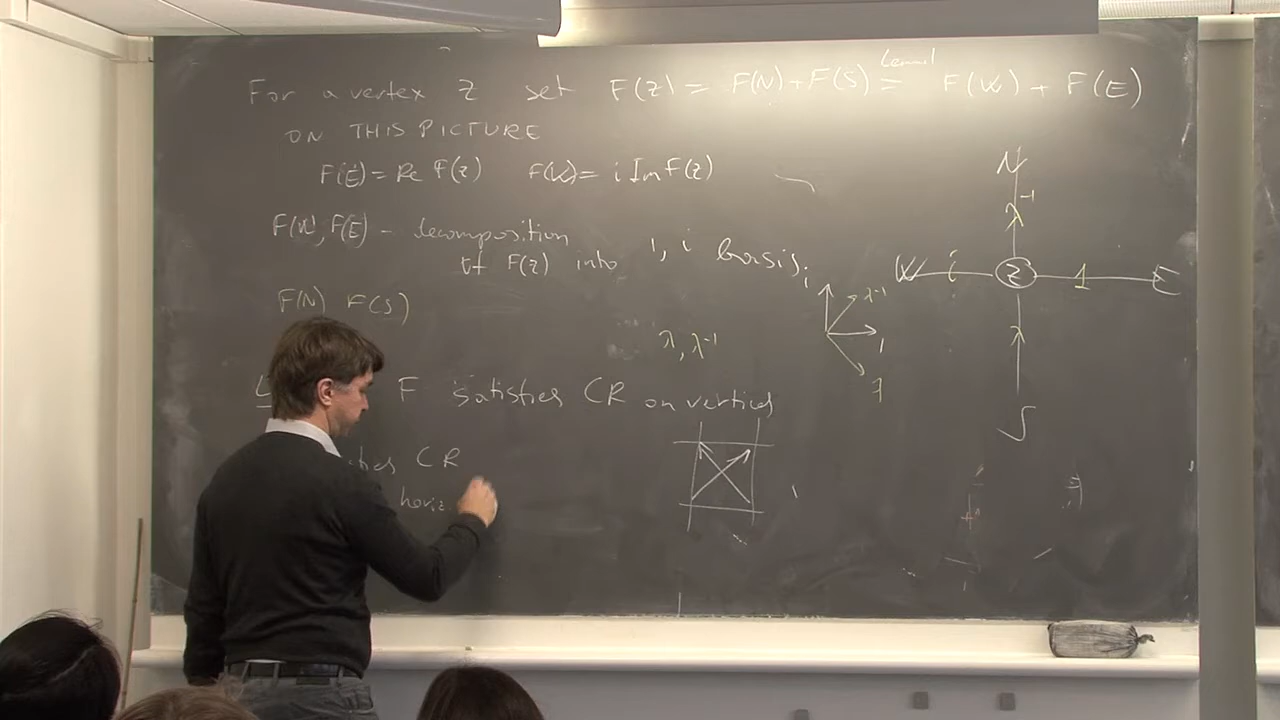 For a vertex z set F(z) = F(N) + F(S) = F(W) + F(E)
ON THIS PICTURE
F(E) = Re F(z) F(W) = i Im F(z)
F(W), F(E) - decomposition
of F(z) into 1, i basis,
F(N) F(S)
λ, λ⁻¹
F satisfies CR on vertices
CR
horiz
N
λ⁻¹
W i z 1 E
λ
S
i
λ⁻¹
1
λ